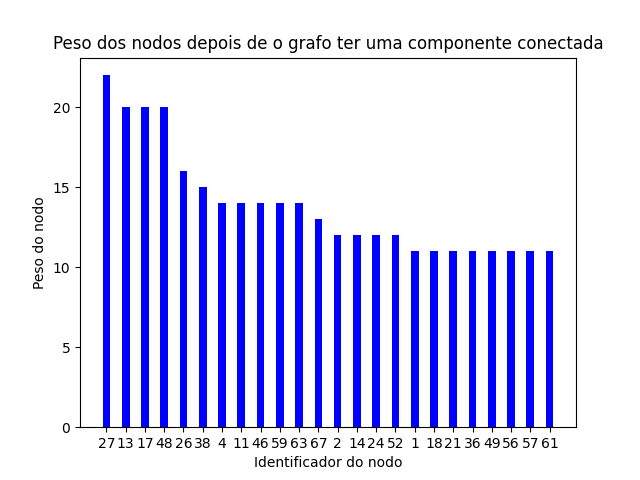 Peso dos nodos depois de o grafo ter uma componente conectada
20
15
10
5
0
Peso do nodo
27 13 17 48 26 38 4 11 46 59 63 67 2 14 24 52 1 18 21 36 49 56 57 61
Identificador do nodo